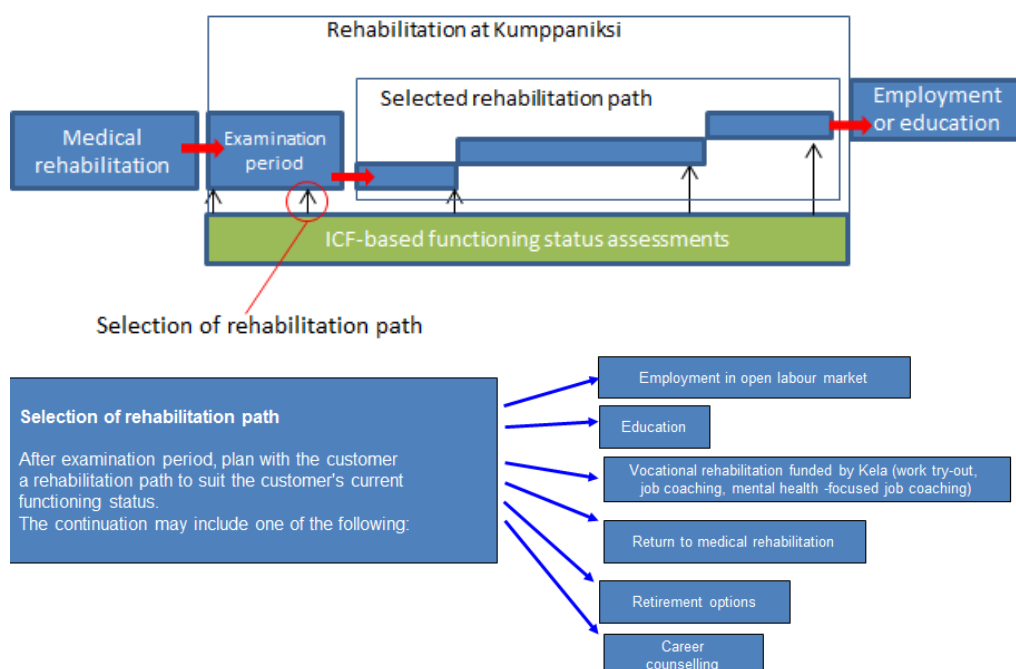 Rehabilitation at Kumppaniksi
Selected rehabilitation path
Employment
or education
Medical
rehabilitation
Examination
period
ICF-based functioning status assessments
Selection of rehabilitation path
Selection of rehabilitation path
After examination period, plan with the customer
a rehabilitation path to suit the customer's current
functioning status.
The continuation may include one of the following:
Employment in open labour market
Education
Vocational rehabilitation funded by Kela (work try-out,
job coaching, mental health -focused job coaching)
Return to medical rehabilitation
Retirement options
Career
counselling